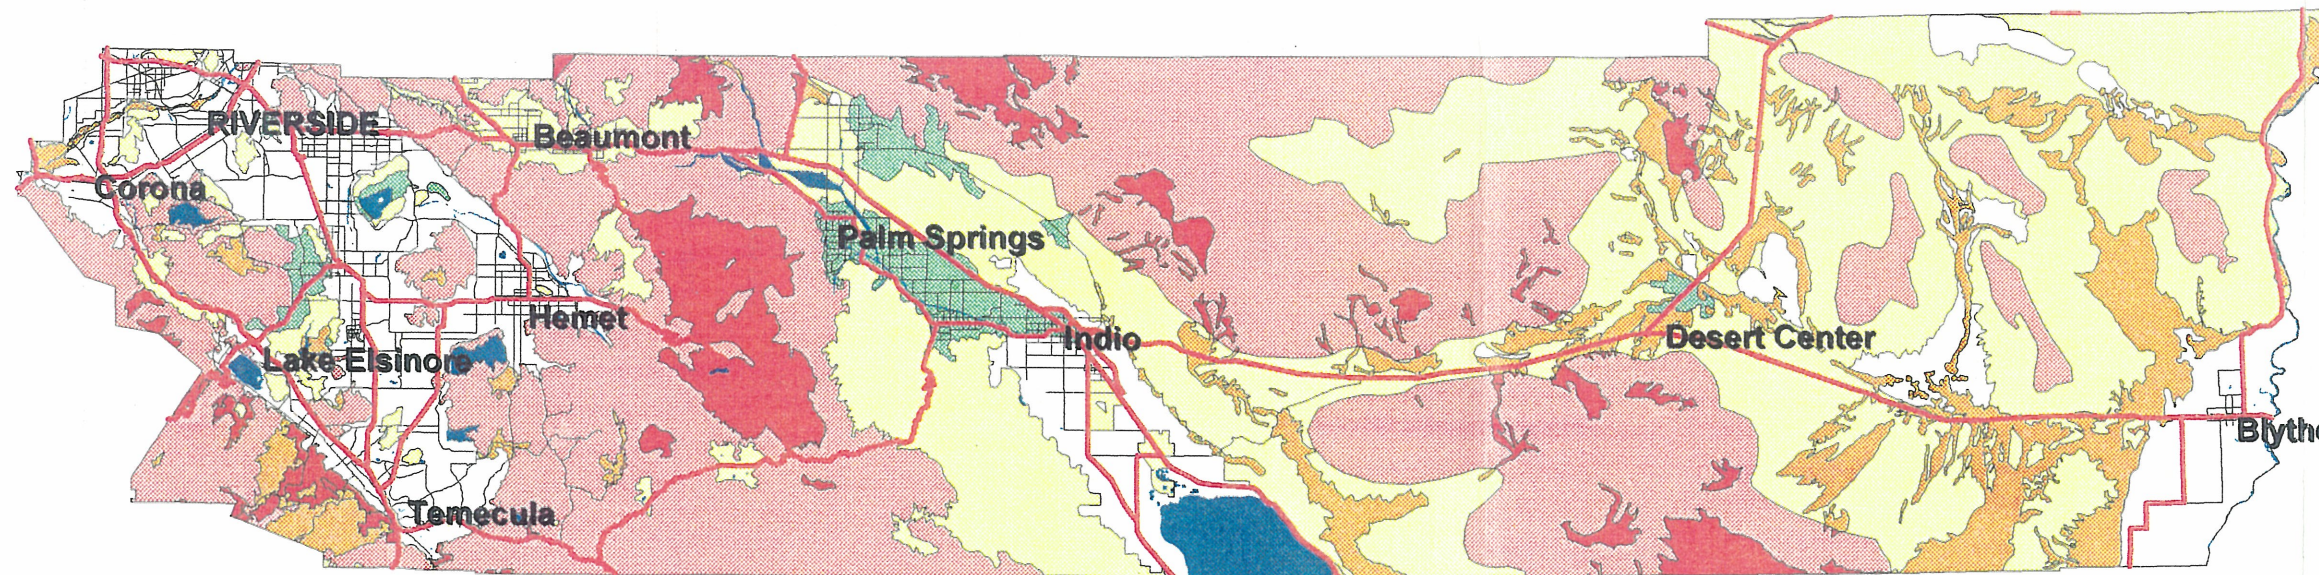 RIVERSIDE
Beaumont
Corona
Palm Springs
Hemet
Indio
Desert Center
Lake Elsinore
Blythe
Temecula